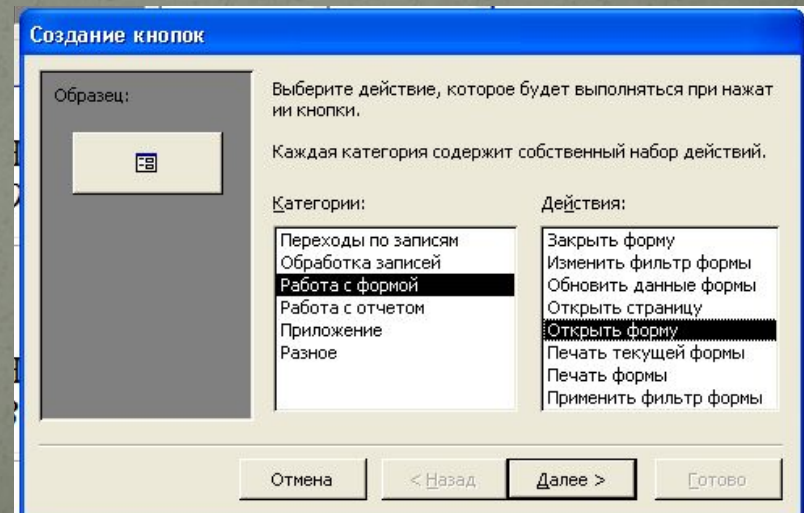 Создание кнопок
Образец:
Выберите действие, которое будет выполняться при нажат
ии кнопки.
Каждая категория содержит собственный набор действий.
Категории:
Переходы по записям
Обработка записей
Работа с формой
Работа с отчетом
Приложение
Разное
Действия:
Закрыть форму
Изменить фильтр формы
Обновить данные формы
Открыть страницу
Открыть форму
Печать текущей формы
Печать формы
Применить фильтр формы
Отмена
< Назад
Далее >
Готово